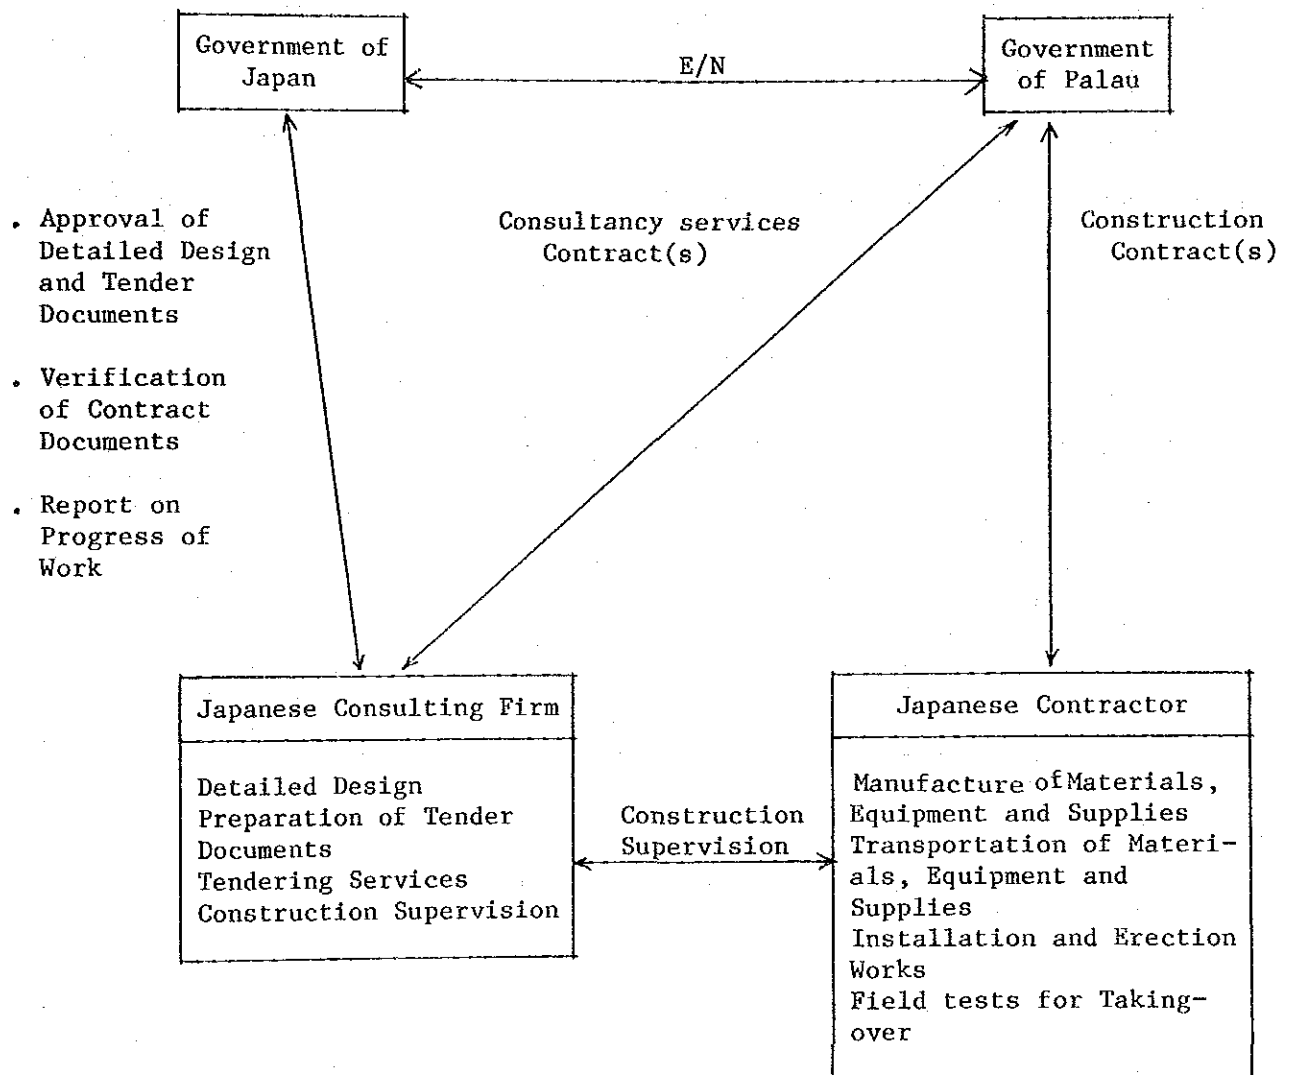 Government of
Japan
E/N
Government
of Palau
. Approval of
Detailed Design
and Tender
Documents
. Verification
of Contract
Documents
. Report on
Progress of
Work
Consultancy services
Contract(s)
Construction
Contract(s)
Japanese Consulting Firm
Detailed Design
Preparation of Tender
Documents
Tendering Services
Construction Supervision
Construction
Supervision
Japanese Contractor
Manufacture of Materials,
Equipment and Supplies
Transportation of Materi-
als, Equipment and
Supplies
Installation and Erection
Works
Field tests for Taking-
over